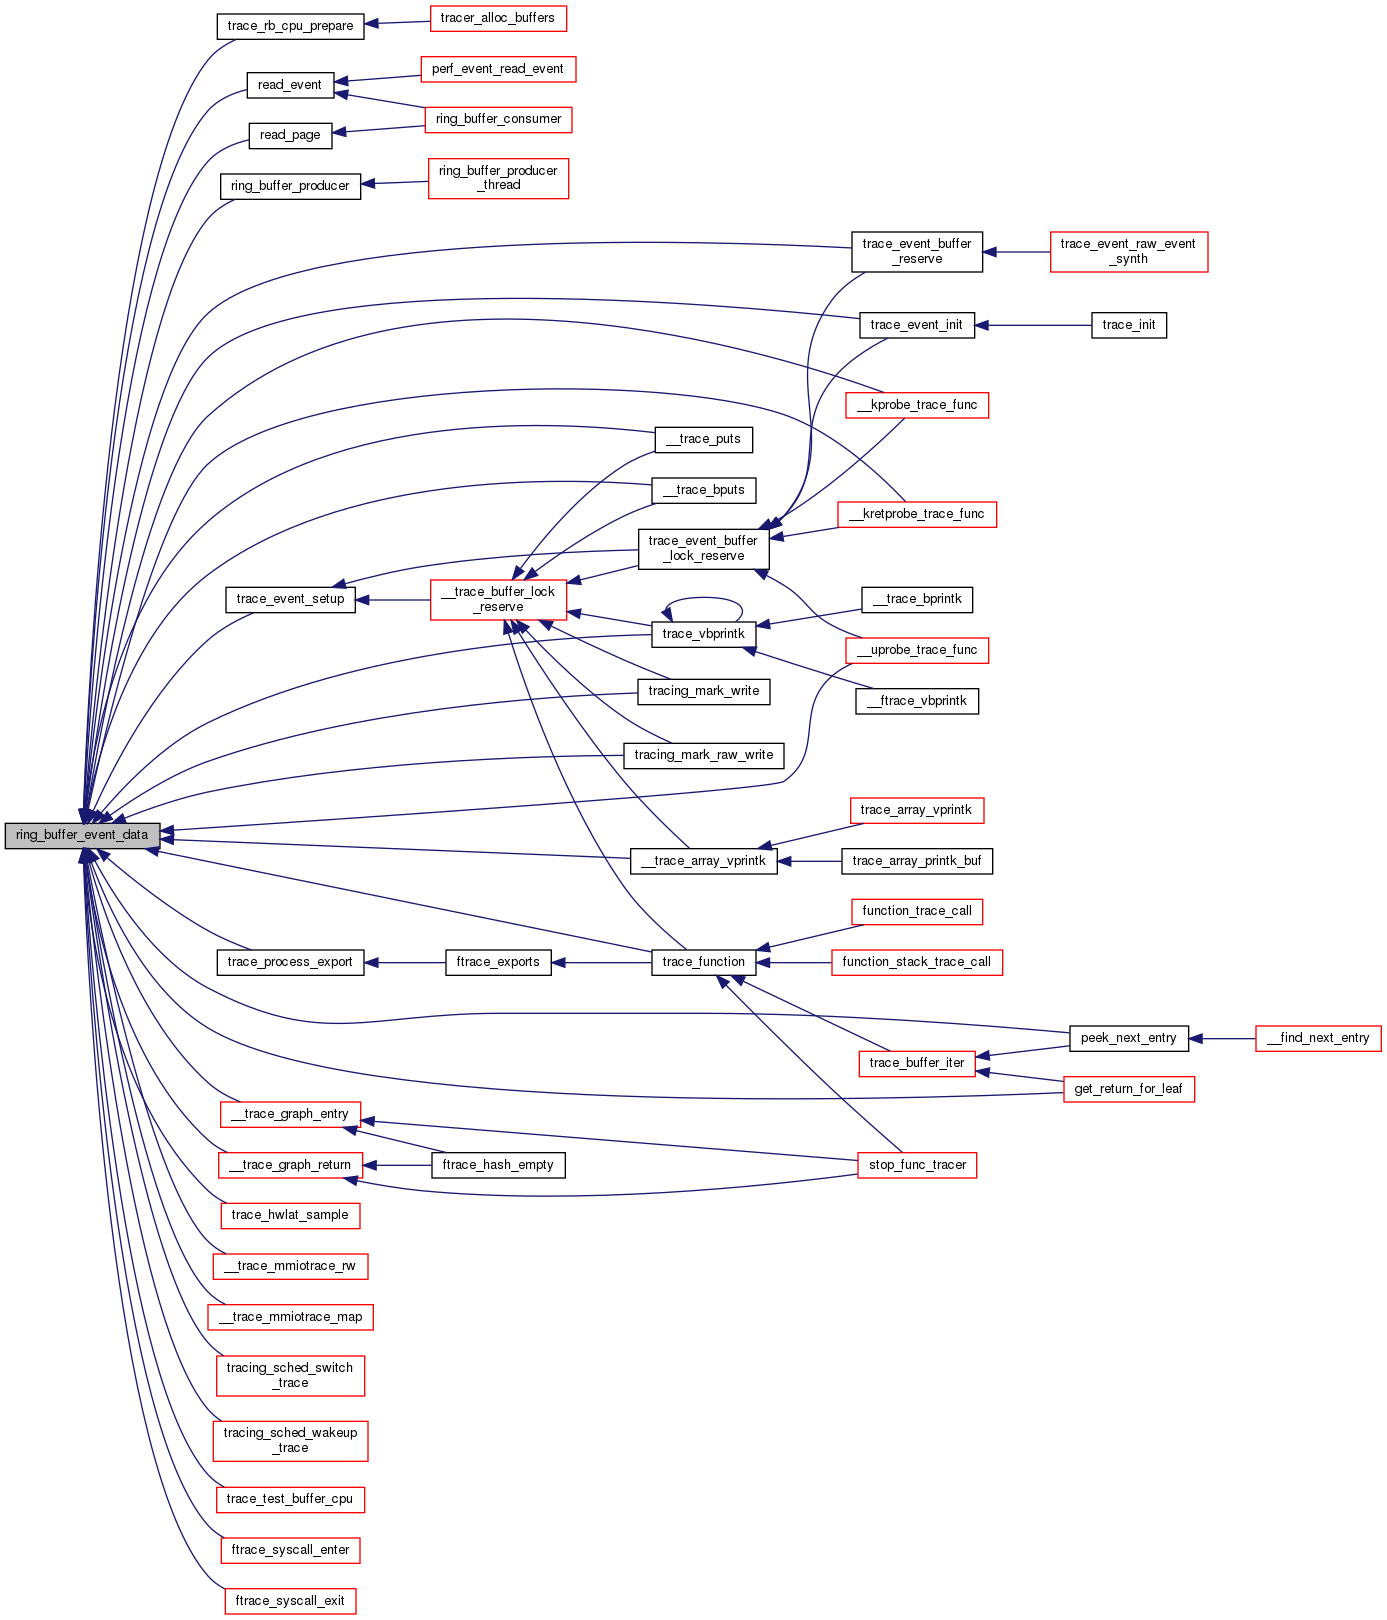 trace_rb_cpu_prepare
tracer_alloc_buffers
perf_event_read_event
read_event
ring_buffer_consumer
read_page
ring_buffer_producer
ring_buffer_producer
_thread
trace_event_buffer
_reserve
trace_event_raw_event
_synth
trace_event_init
trace_init
__kprobe_trace_func
__trace_puts
__trace_bputs
__kretprobe_trace_func
trace_event_buffer
_lock_reserve
trace_event_setup
__trace_buffer_lock
_reserve
__trace_bprintk
trace_vbprintk
__uprobe_trace_func
tracing_mark_write
__ftrace_vbprintk
tracing_mark_raw_write
trace_array_vprintk
ring_buffer_event_data
__trace_array_vprintk
trace_array_printk_buf
function_trace_call
trace_process_export
ftrace_exports
trace_function
function_stack_trace_call
peek_next_entry
__find_next_entry
trace_buffer_iter
get_return_for_leaf
__trace_graph_entry
__trace_graph_return
ftrace_hash_empty
stop_func_tracer
trace_hwlat_sample
__trace_mmiotrace_rw
__trace_mmiotrace_map
tracing_sched_switch
_trace
tracing_sched_wakeup
_trace
trace_test_buffer_cpu
ftrace_syscall_enter
ftrace_syscall_exit